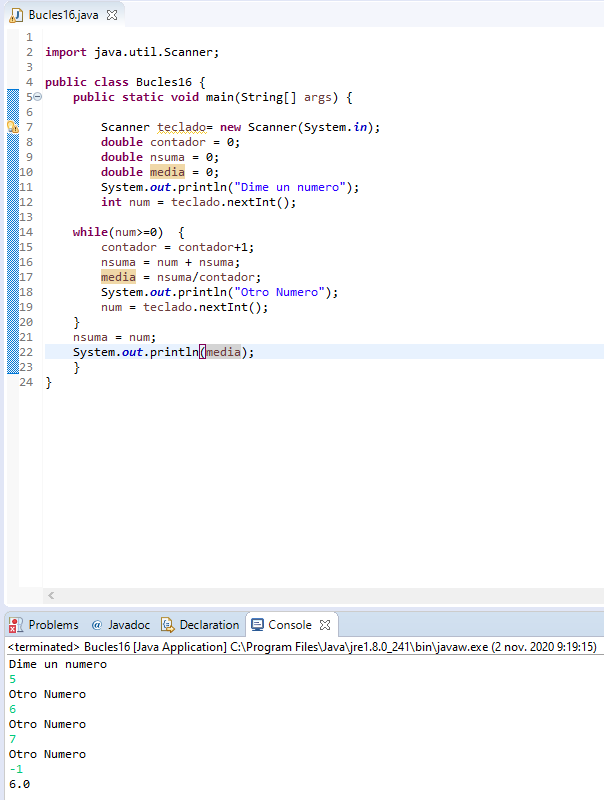 Bucles16.java
1
2 import java.util.Scanner;
3
4 public class Bucles16 {
5 public static void main(String[] args) {
6
7 Scanner teclado= new Scanner(System.in);
8 double contador = 0;
9 double nsuma = 0;
10 double media = 0;
11 System.out.println("Dime un numero");
12 int num = teclado.nextInt();
13
14 while(num>=0)  {
15 contador = contador+1;
16 nsuma = num + nsuma;
17 media = nsuma/contador;
18 System.out.println("Otro Numero");
19 num = teclado.nextInt();
20 }
21 nsuma = num;
22 System.out.println(media);
23 }
24 }
Problems @ Javadoc Declaration Console
<terminated> Bucles16 [Java Application] C:\Program Files\Java\jre1.8.0_241\bin\javaw.exe (2 nov. 2020 9:19:15)
Dime un numero
5
Otro Numero
6
Otro Numero
7
Otro Numero
-1
6.0